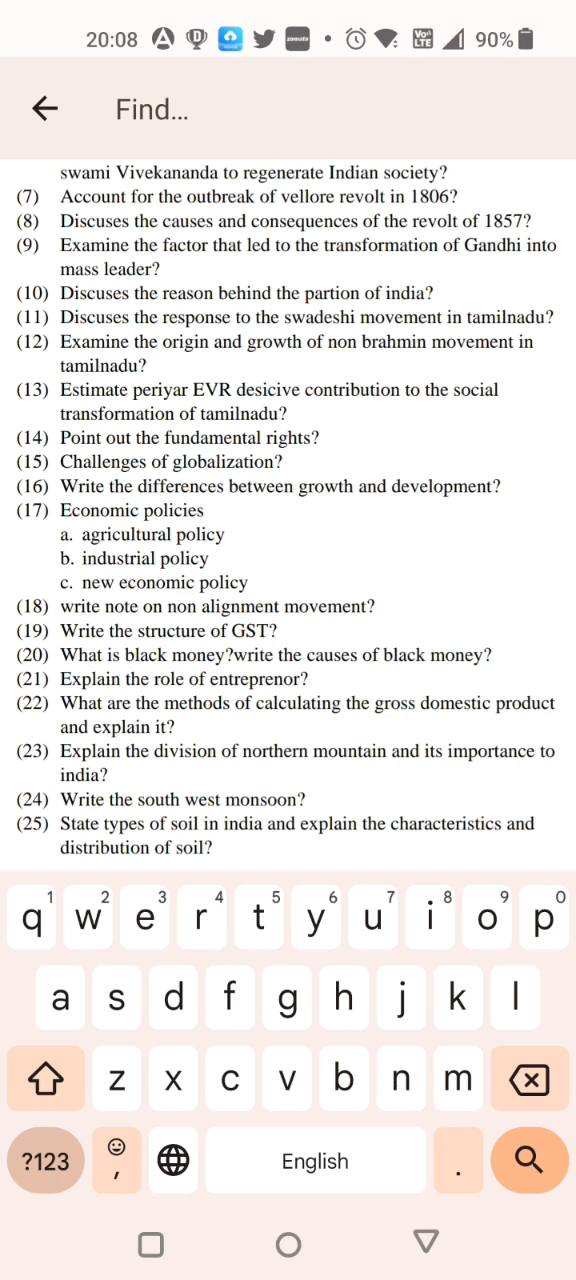 20:08
zomato
Vo))
LTE
90%
Find...
swami Vivekananda to regenerate Indian society?
(7) Account for the outbreak of vellore revolt in 1806?
(8) Discuses the causes and consequences of the revolt of 1857?
(9) Examine the factor that led to the transformation of Gandhi into
mass leader?
(10) Discuses the reason behind the partion of india?
(11) Discuses the response to the swadeshi movement in tamilnadu?
(12) Examine the origin and growth of non brahmin movement in
tamilnadu?
(13) Estimate periyar EVR desicive contribution to the social
transformation of tamilnadu?
(14) Point out the fundamental rights?
(15) Challenges of globalization?
(16) Write the differences between growth and development?
(17) Economic policies
a. agricultural policy
b. industrial policy
c. new economic policy
(18) write note on non alignment movement?
(19) Write the structure of GST?
(20) What is black money?write the causes of black money?
(21) Explain the role of entreprenor?
(22) What are the methods of calculating the gross domestic product
and explain it?
(23) Explain the division of northern mountain and its importance to
india?
(24) Write the south west monsoon?
(25) State types of soil in india and explain the characteristics and
distribution of soil?
q 1 w 2 e 3 r 4 t 5 y 6 u 7 i 8 o 9 p 0
a s d f g h j k l
z x c v b n m
?123 , English .